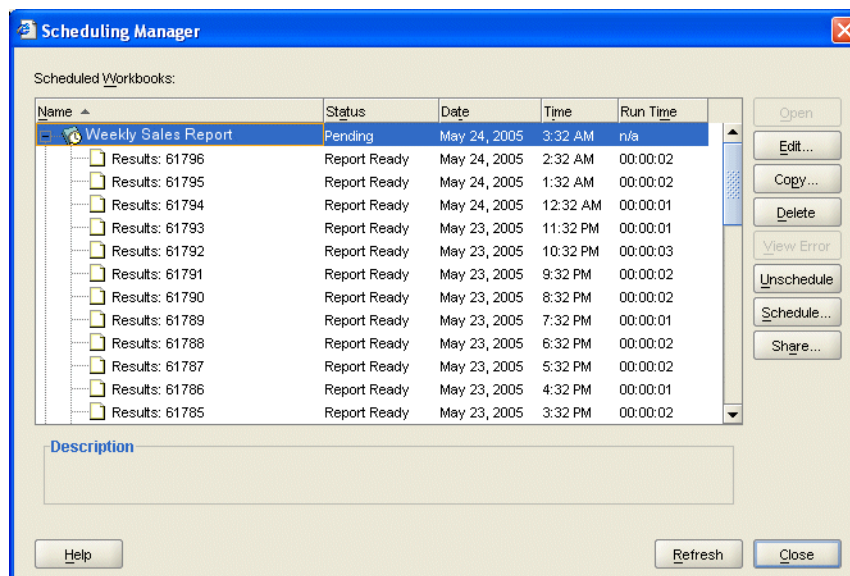 Scheduling Manager
Scheduled Workbooks:
Name Status Date Time Run Time
Weekly Sales Report Pending May 24, 2005 3:32 AM n/a
Results: 61796 Report Ready May 24, 2005 2:32 AM 00:00:02
Results: 61795 Report Ready May 24, 2005 1:32 AM 00:00:02
Results: 61794 Report Ready May 24, 2005 12:32 AM 00:00:01
Results: 61793 Report Ready May 23, 2005 11:32 PM 00:00:01
Results: 61792 Report Ready May 23, 2005 10:32 PM 00:00:03
Results: 61791 Report Ready May 23, 2005 9:32 PM 00:00:02
Results: 61790 Report Ready May 23, 2005 8:32 PM 00:00:02
Results: 61789 Report Ready May 23, 2005 7:32 PM 00:00:01
Results: 61788 Report Ready May 23, 2005 6:32 PM 00:00:02
Results: 61787 Report Ready May 23, 2005 5:32 PM 00:00:02
Results: 61786 Report Ready May 23, 2005 4:32 PM 00:00:01
Results: 61785 Report Ready May 23, 2005 3:32 PM 00:00:02
Open
Edit...
Copy...
Delete
View Error
Unschedule
Schedule...
Share...
Description
Help
Refresh
Close